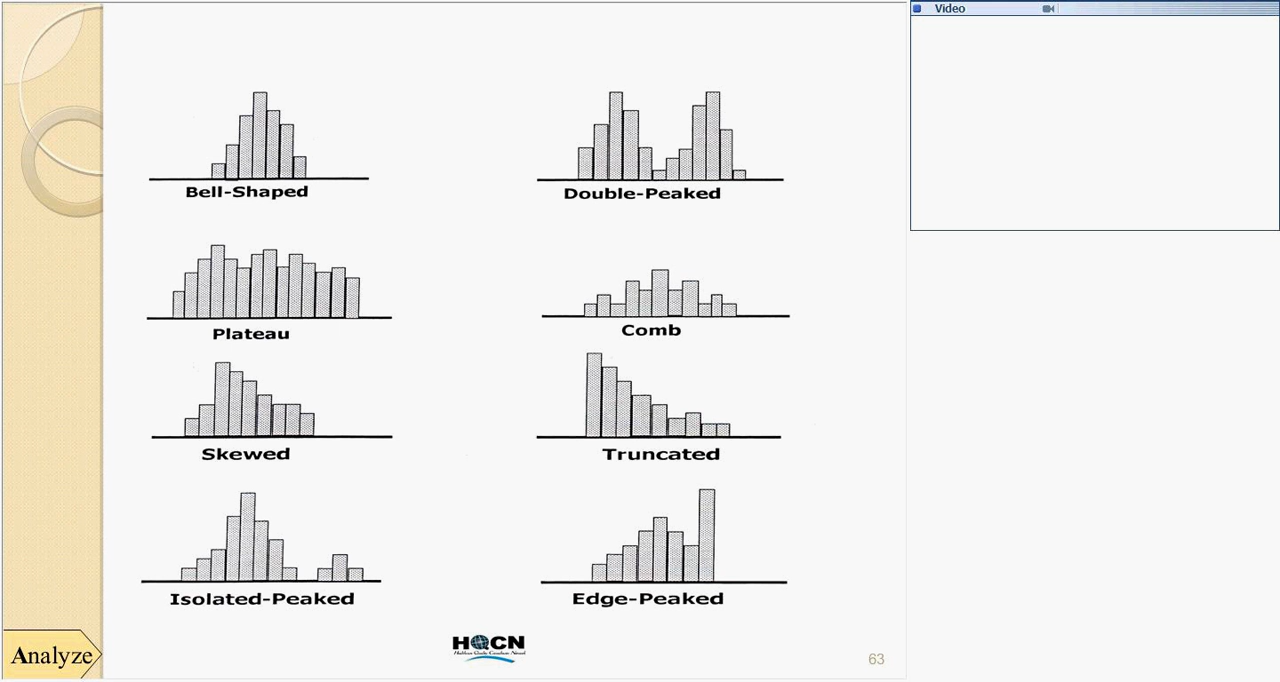 Video
Bell-Shaped
Double-Peaked
Plateau
Comb
Skewed
Truncated
Isolated-Peaked
Edge-Peaked
HQCN
Analyze
63